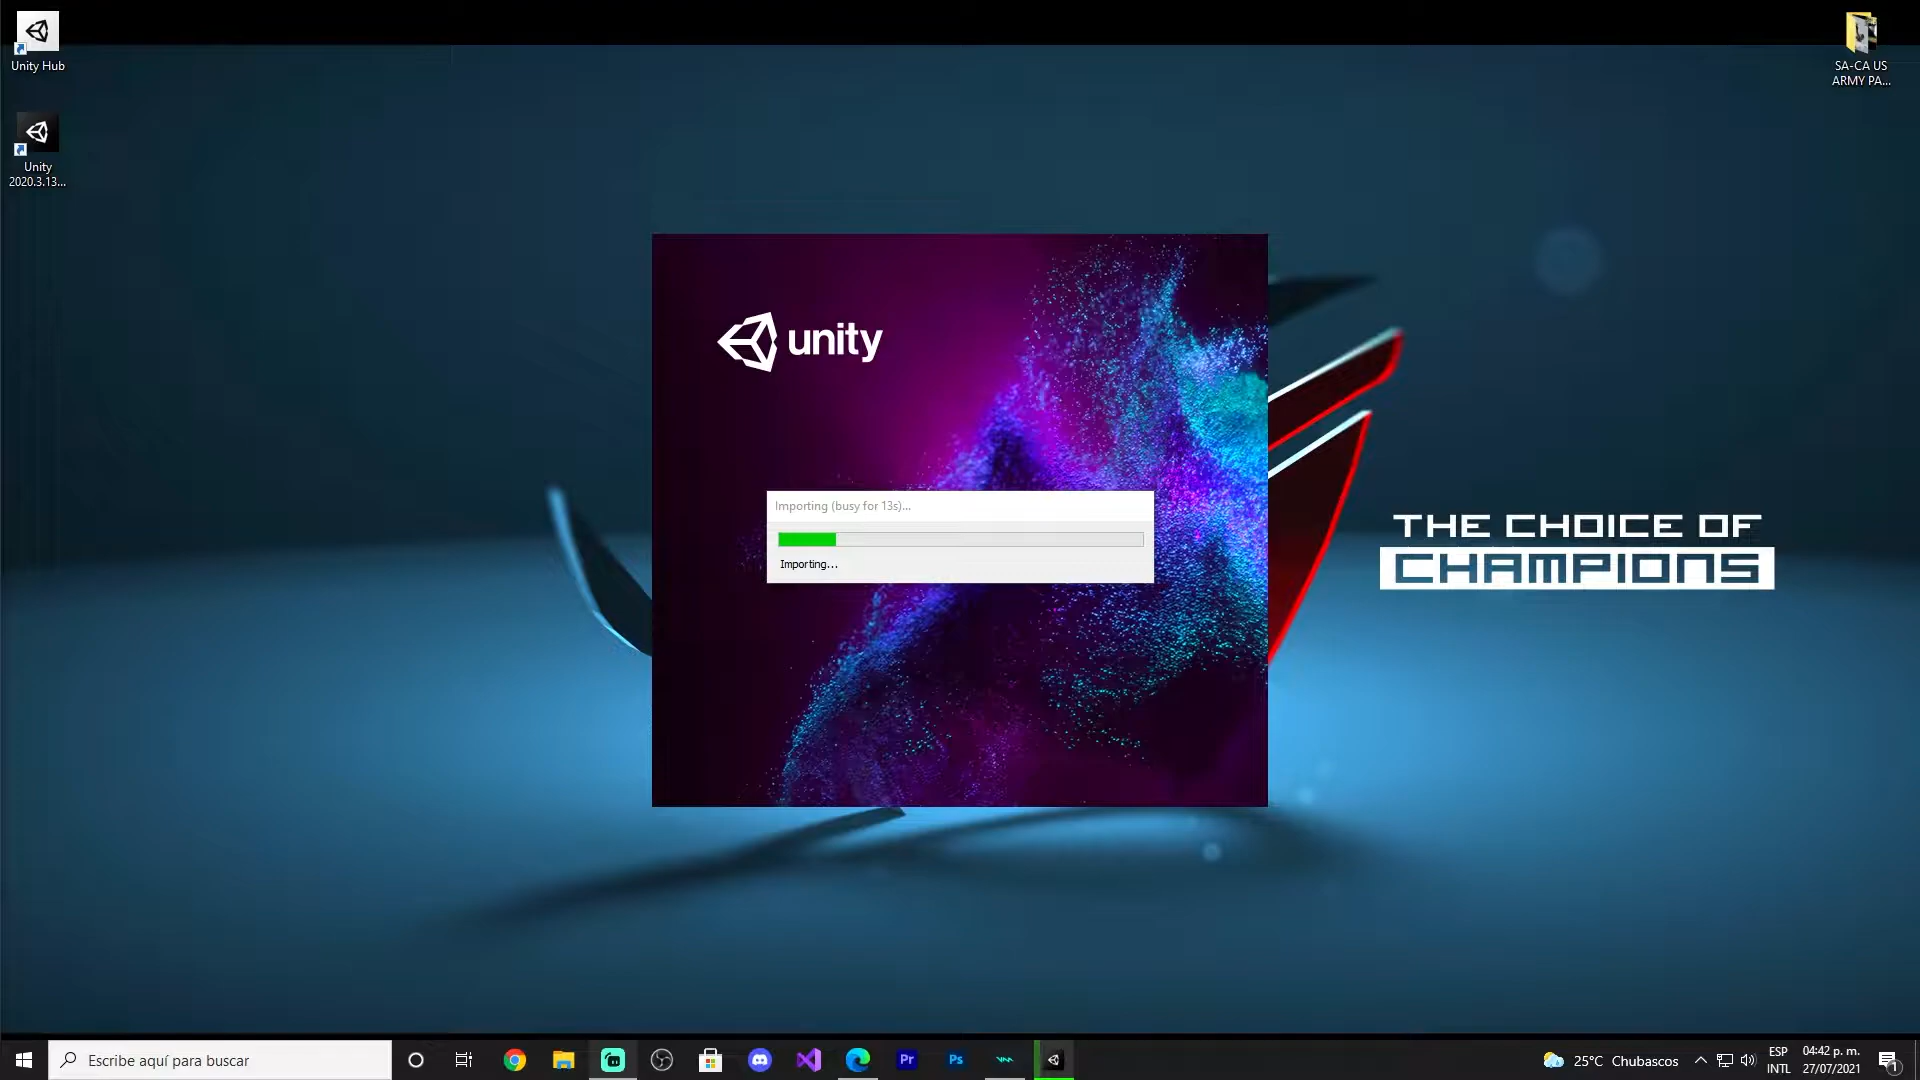 Unity Hub
Unity
2020.3.13...
SA-CA US
ARMY PA...
unity
Importing (busy for 13s)...
Importing...
THE CHOICE OF
CHAMPIONS
Escribe aquí para buscar
Pr
Ps
25°C Chubascos
ESP
INTL
04:42 p. m.
27/07/2021
1